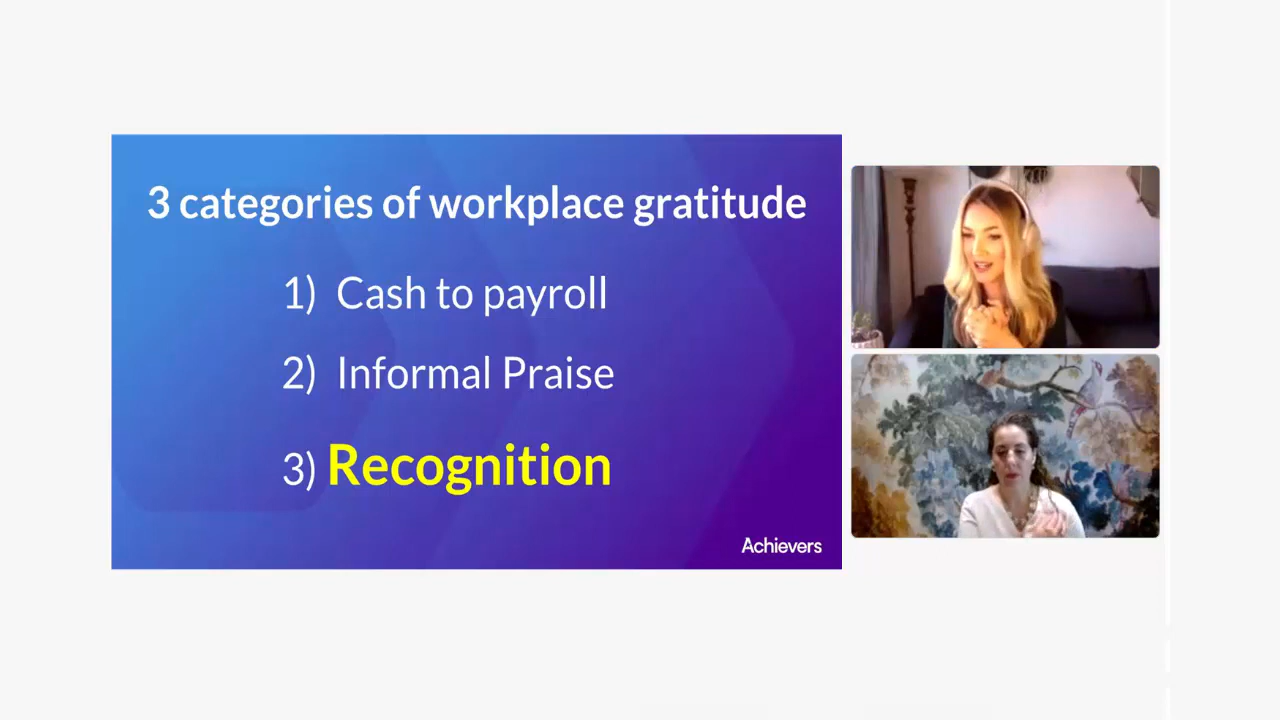 3 categories of workplace gratitude
1) Cash to payroll
2) Informal Praise
3) Recognition
Achievers